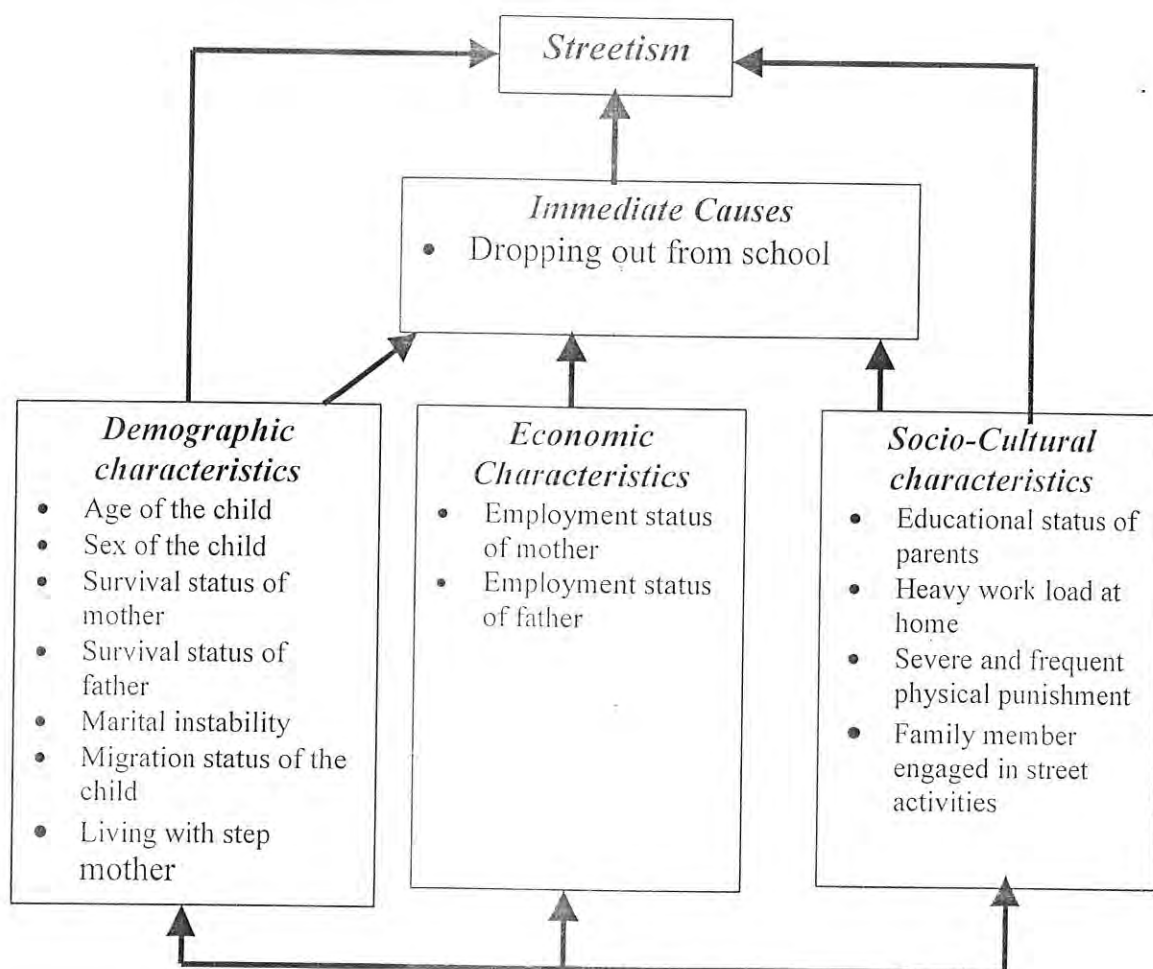 Streetism
Immediate Causes
• Dropping out from school
Demographic
characteristics
• Age of the child
• Sex of the child
• Survival status of
mother
• Survival status of
father
• Marital instability
• Migration status of the
child
• Living with step
mother
Economic
Characteristics
• Employment status
of mother
• Employment status
of father
Socio-Cultural
characteristics
• Educational status of
parents
• Heavy work load at
home
• Severe and frequent
physical punishment
• Family member
engaged in street
activities